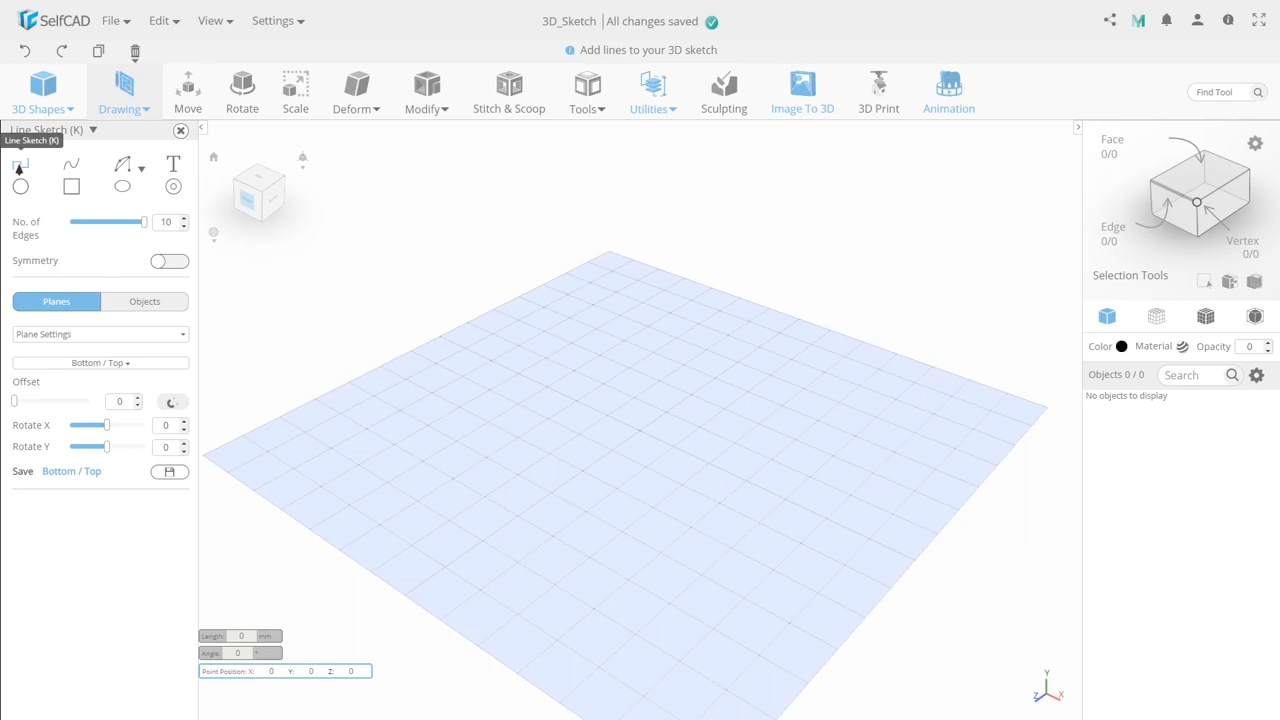 SelfCAD File Edit View Settings 3D_Sketch | All changes saved
Add lines to your 3D sketch
3D Shapes Drawing Move Rotate Scale Deform Modify Stitch & Scoop Tools Utilities Sculpting Image To 3D 3D Print Animation Find Tool
Line Sketch (K)
Line Sketch (K)
T
No. of
Edges
10
Symmetry
Planes Objects
Plane Settings
Bottom / Top
Offset
0
Rotate X 0
Rotate Y 0
Save Bottom / Top
Length: 0 mm
Angle: 0 °
Point Position: X: 0 Y: 0 Z: 0
Y
Z X
Face
0/0
Edge
0/0
Vertex
0/0
Selection Tools
Color Material Opacity 0
Objects 0 / 0 Search
No objects to display